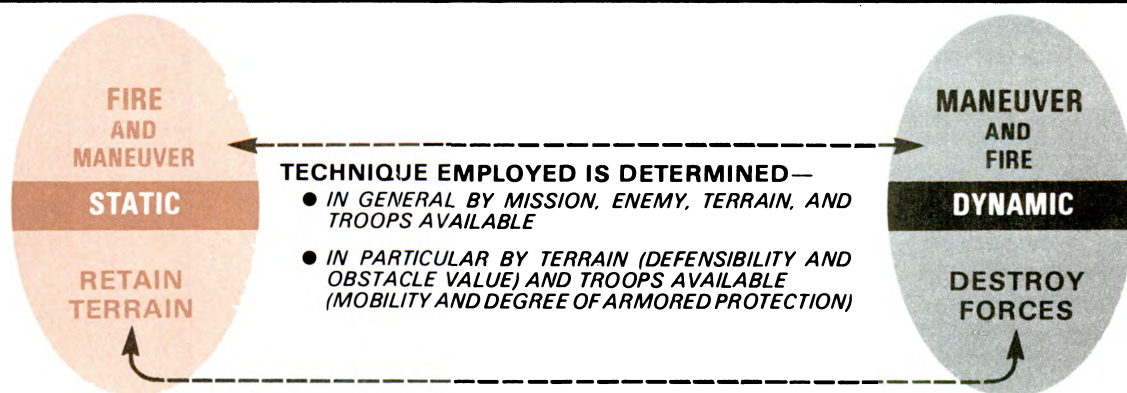 FIRE
AND
MANEUVER
STATIC
RETAIN
TERRAIN
TECHNIQUE EMPLOYED IS DETERMINED—
● IN GENERAL BY MISSION, ENEMY, TERRAIN, AND
TROOPS AVAILABLE
● IN PARTICULAR BY TERRAIN (DEFENSIBILITY AND
OBSTACLE VALUE) AND TROOPS AVAILABLE
(MOBILITY AND DEGREE OF ARMORED PROTECTION)
MANEUVER
AND
FIRE
DYNAMIC
DESTROY
FORCES